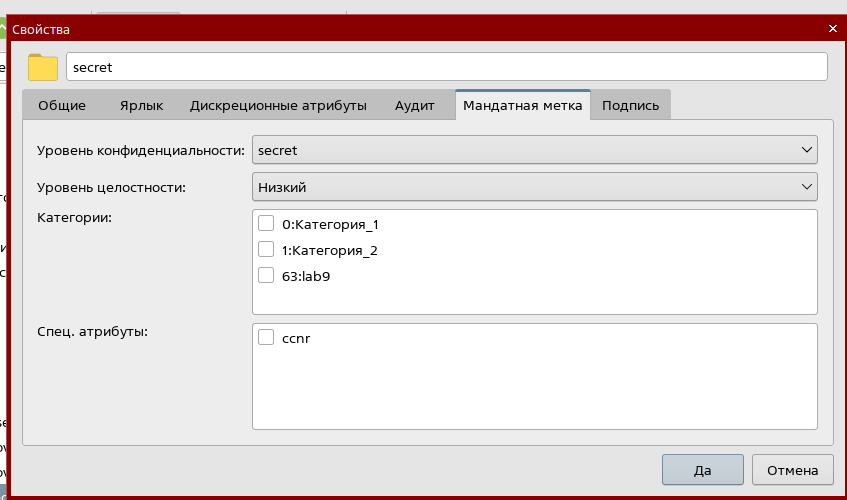 Свойства
secret
Общие Ярлык Дискреционные атрибуты Аудит Мандатная метка Подпись
Уровень конфиденциальности: secret
Уровень целостности: Низкий
Категории:
0:Категория_1
1:Категория_2
63:lab9
Спец. атрибуты:
ccnr
Да Отмена